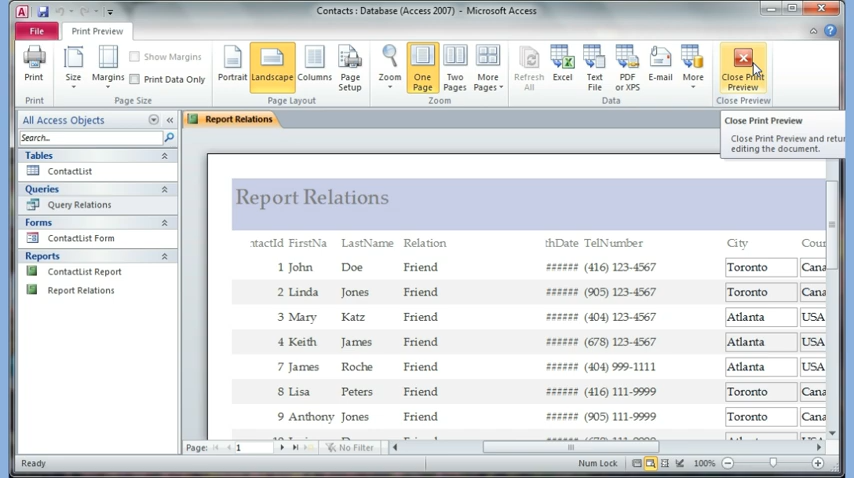 Contacts : Database (Access 2007) - Microsoft Access
File
Print Preview
Print
Size
Margins
Show Margins
Print Data Only
Portrait
Landscape
Columns
Page Setup
Zoom
One Page
Two Pages
More Pages
Refresh All
Excel
Text File
PDF or XPS
E-mail
More
Close Print Preview
Print
Page Size
Page Layout
Zoom
Data
Close Preview
All Access Objects
Search...
Tables
ContactList
Queries
Query Relations
Forms
ContactList Form
Reports
ContactList Report
Report Relations
Report Relations
Close Print Preview
Close Print Preview and retu
editing the document.
Report Relations
ntactId FirstNa LastName Relation thDate TelNumber City Cour
1 John Doe Friend ###### (416) 123-4567 Toronto Cana
2 Linda Jones Friend ###### (905) 123-4567 Toronto Cana
3 Mary Katz Friend ###### (404) 123-4567 Atlanta USA
4 Keith James Friend ###### (678) 123-4567 Atlanta USA
7 James Roche Friend ###### (404) 999-1111 Atlanta USA
8 Lisa Peters Friend ###### (416) 111-9999 Toronto Cana
9 Anthony Jones Friend ###### (905) 111-9999 Toronto Cana
Page: 1 No Filter
Ready
Num Lock
100%